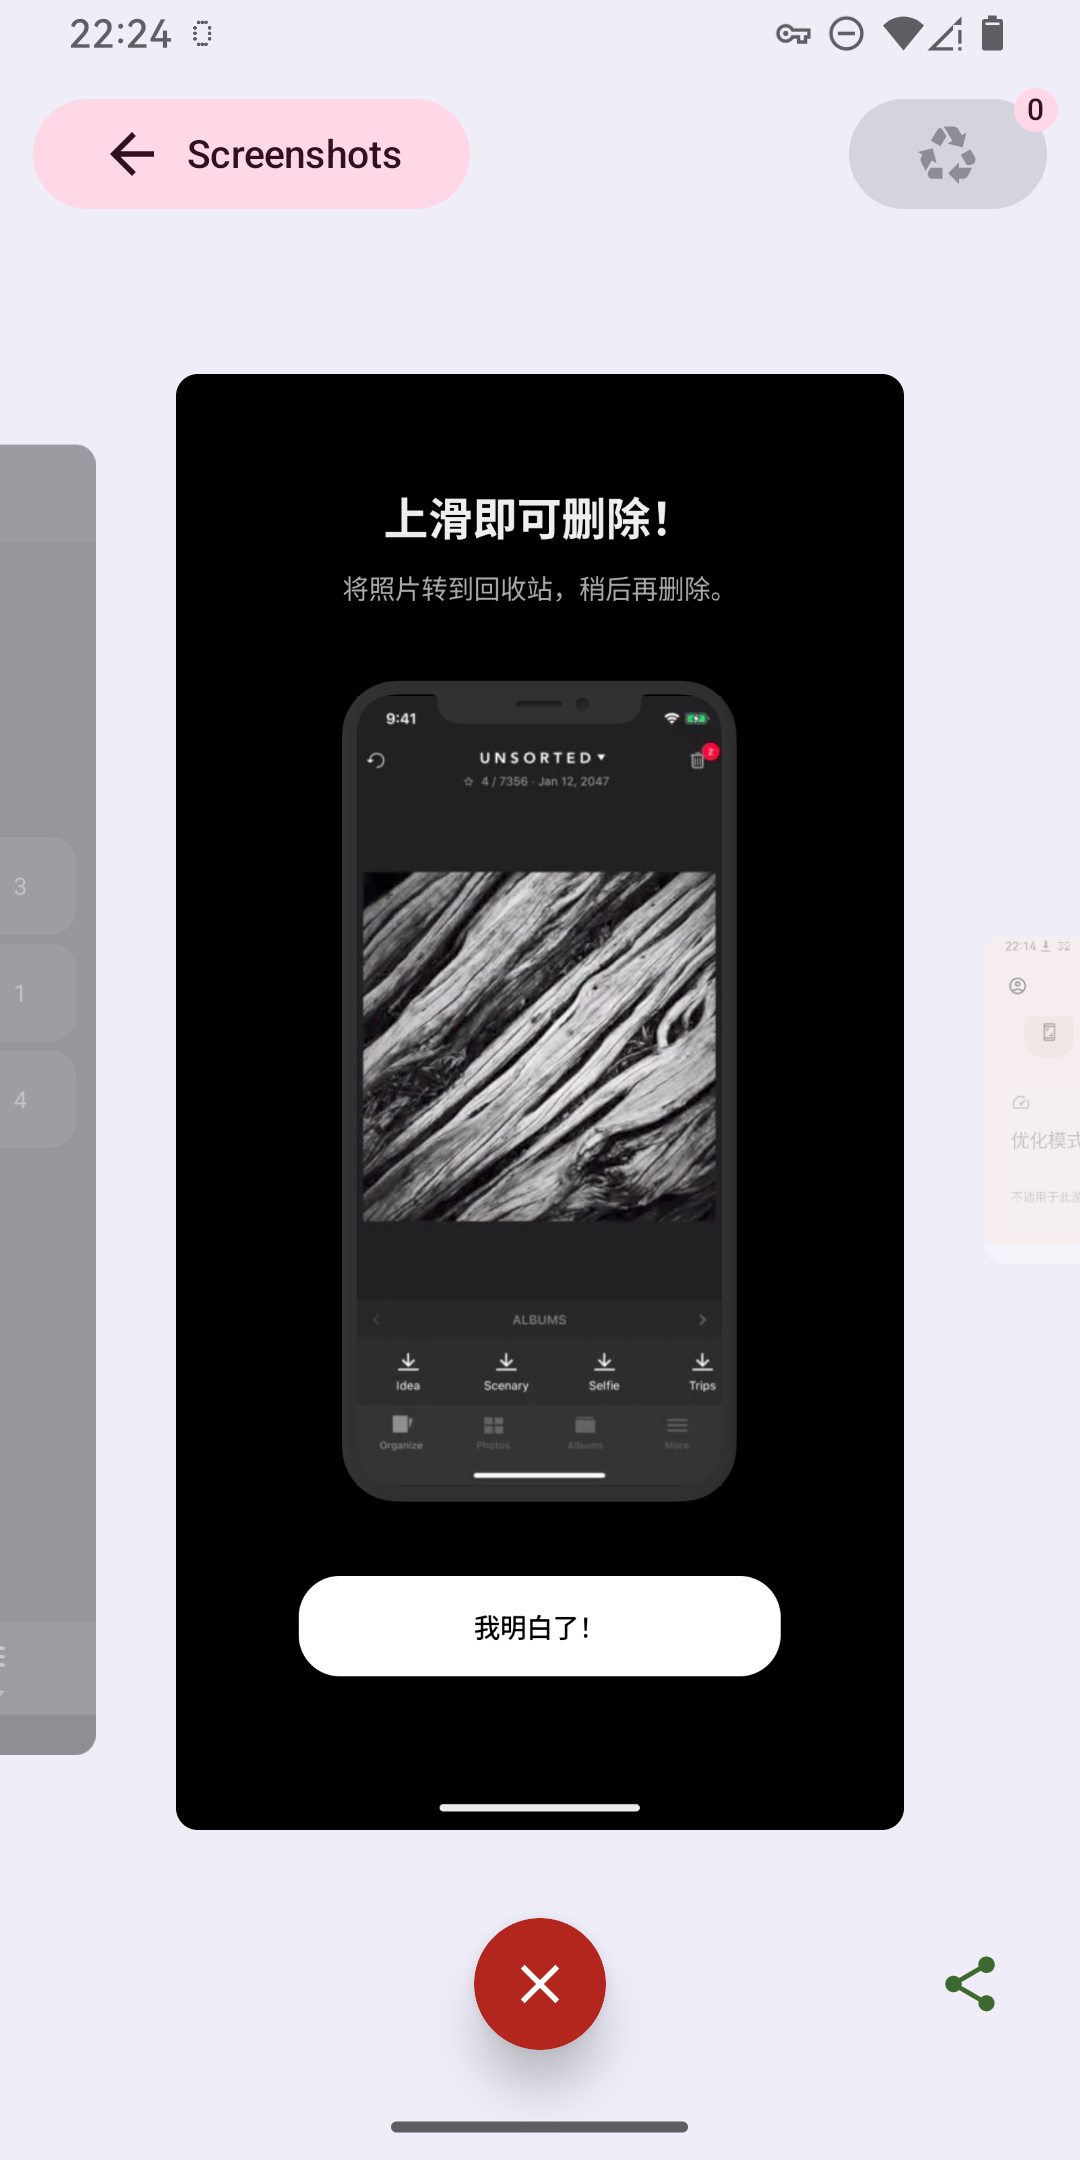 22:24
Screenshots
0
上滑即可删除！
将照片转到回收站，稍后再删除。
9:41
UNSORTED
2
4 / 7356 · Jan 12, 2047
3
1
4
22:14
32
优化模式
不适用于此游
ALBUMS
Idea
Scenary
Selfie
Trips
Organize
Photos
Albums
More
我明白了！